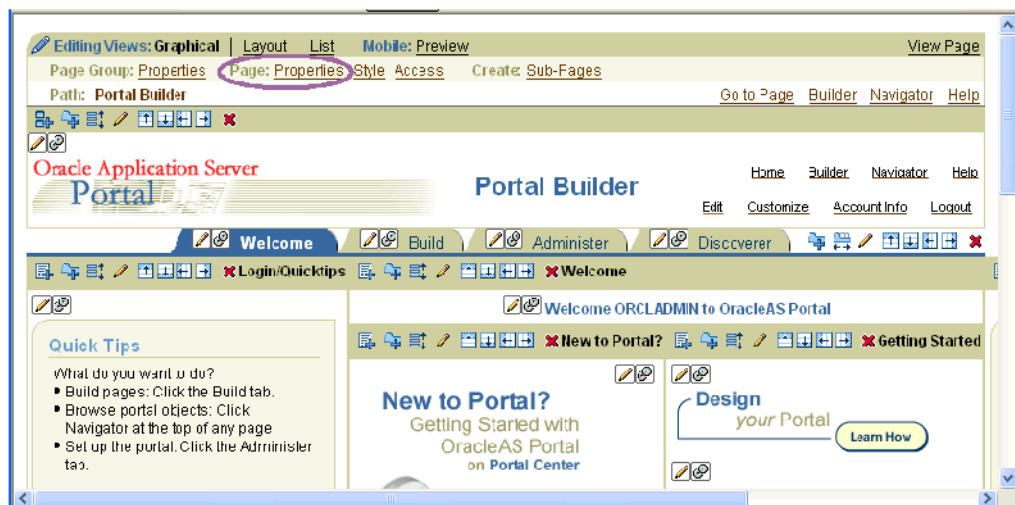 Editing Views: Graphical | Layout List Mobile: Preview View Page
Page Group: Properties Page: Properties Style Access Create: Sub-Pages
Path: Portal Builder Go to Page Builder Navigator Help
Oracle Application Server
Portal
Portal Builder
Home Builder Navigator Help
Edit Customize Account Info Logout
Welcome Build Administer Discoverer
Login/Quicktips Welcome
Welcome ORCLADMIN to OracleAS Portal
New to Portal? Getting Started
Quick Tips
What do you want to do?
• Build pages: Click the Build tab.
• Browse portal objects: Click
Navigator at the top of any page
• Set up the portal. Click the Administer
tab.
New to Portal?
Getting Started with
OracleAS Portal
on Portal Center
Design
your Portal
Learn How